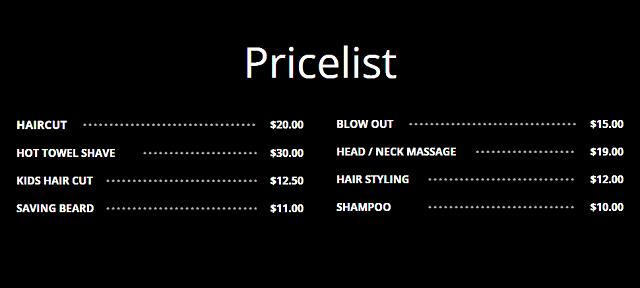 Pricelist
HAIRCUT $20.00
HOT TOWEL SHAVE $30.00
KIDS HAIR CUT $12.50
SAVING BEARD $11.00
BLOW OUT $15.00
HEAD / NECK MASSAGE $19.00
HAIR STYLING $12.00
SHAMPOO $10.00